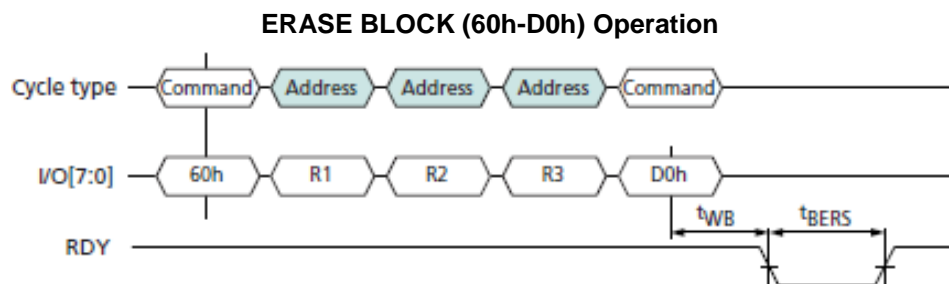 ERASE BLOCK (60h-D0h) Operation
Cycle type Command Address Address Address Command
I/O[7:0] 60h R1 R2 R3 D0h
tWB tBERS
RDY